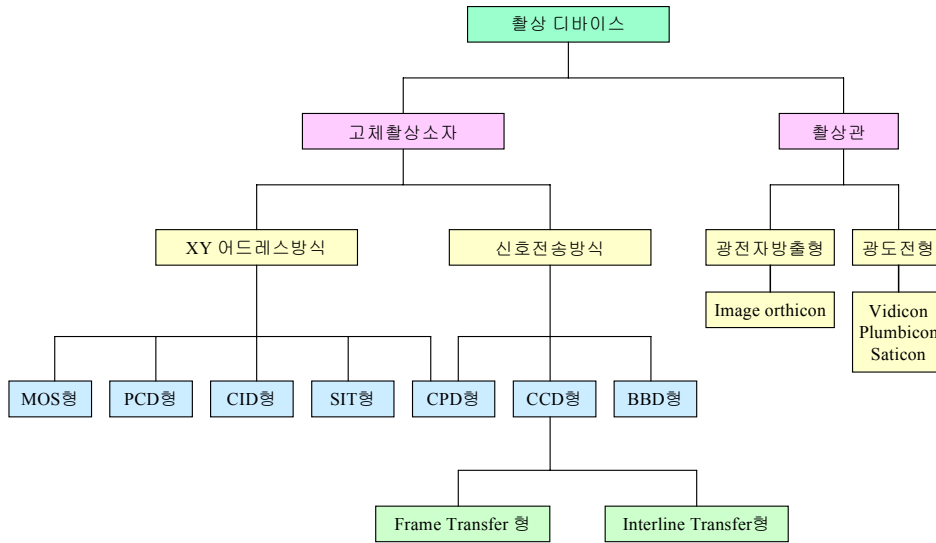 촬상 디바이스
고체촬상소자
촬상관
XY 어드레스방식
신호전송방식
광전자방출형
광도전형
Image orthicon
Vidicon
Plumbicon
Saticon
MOS형
PCD형
CID형
SIT형
CPD형
CCD형
BBD형
Frame Transfer 형
Interline Transfer형